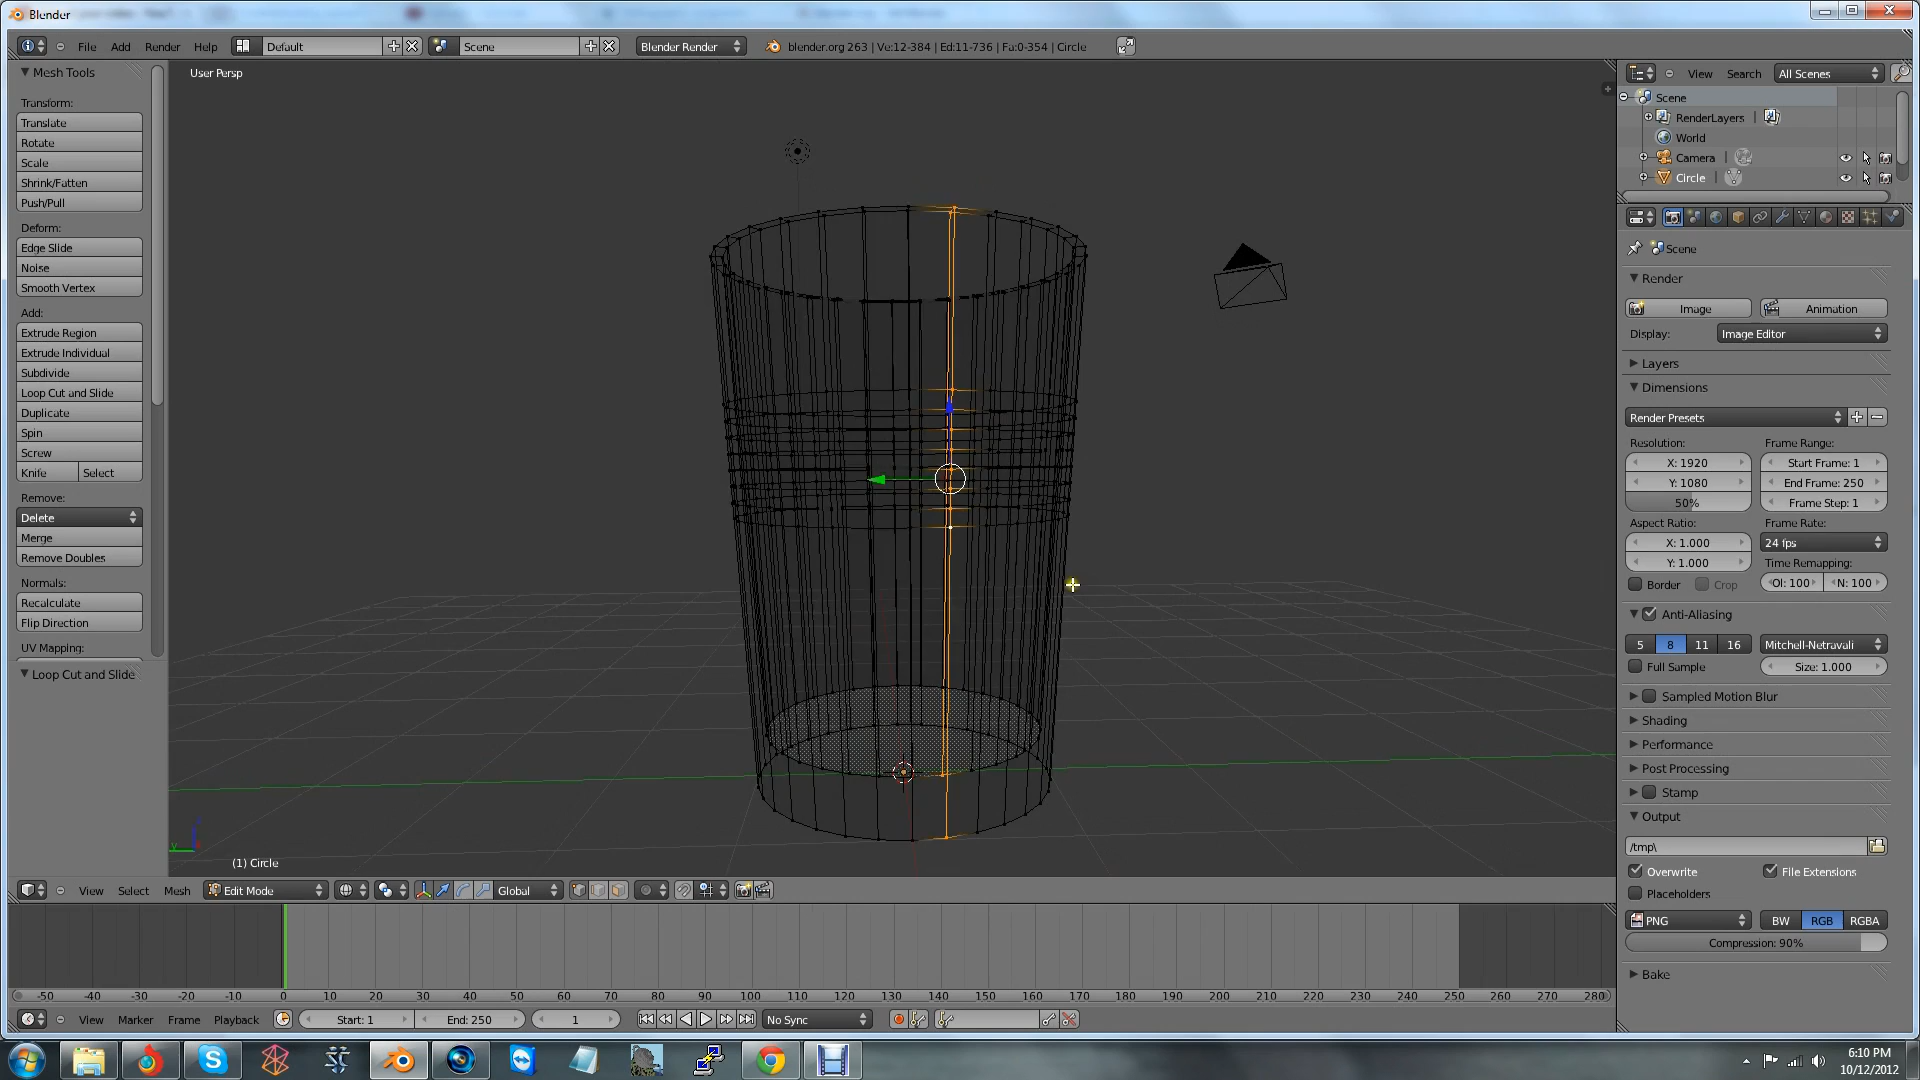 Blender
File Add Render Help Default Scene Blender Render blender.org 263 | Ve:12-384 | Ed:11-736 | Fa:0-354 | Circle
Mesh Tools
Transform:
Translate
Rotate
Scale
Shrink/Fatten
Push/Pull
Deform:
Edge Slide
Noise
Smooth Vertex
Add:
Extrude Region
Extrude Individual
Subdivide
Loop Cut and Slide
Duplicate
Spin
Screw
Knife Select
Remove:
Delete
Merge
Remove Doubles
Normals:
Recalculate
Flip Direction
UV Mapping:
Loop Cut and Slide
User Persp
(1) Circle
View Select Mesh Edit Mode Global
-50 -40 -30 -20 -10 0 10 20 30 40 50 60 70 80 90 100 110 120 130 140 150 160 170 180 190 200 210 220 230 240 250 260 270 280
View Marker Frame Playback Start: 1 End: 250 1 No Sync
View Search All Scenes
Scene
RenderLayers
World
Camera
Circle
Scene
Render
Image Animation
Display: Image Editor
Layers
Dimensions
Render Presets
Resolution: Frame Range:
X: 1920 Start Frame: 1
Y: 1080 End Frame: 250
50% Frame Step: 1
Aspect Ratio: Frame Rate:
X: 1.000 24 fps
Y: 1.000 Time Remapping:
Border Crop Ol: 100 N: 100
Anti-Aliasing
5 8 11 16 Mitchell-Netravali
Full Sample Size: 1.000
Sampled Motion Blur
Shading
Performance
Post Processing
Stamp
Output
/tmp\
Overwrite File Extensions
Placeholders
PNG BW RGB RGBA
Compression: 90%
Bake
6:10 PM
10/12/2012